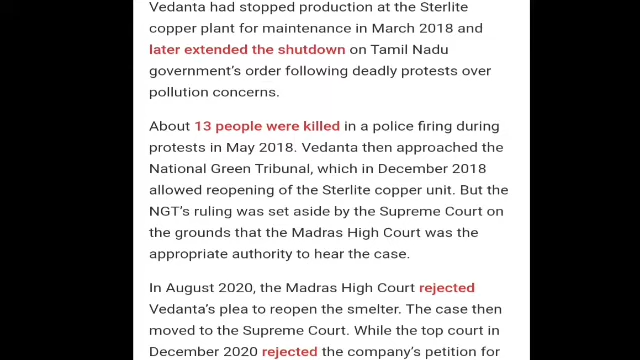 Vedanta had stopped production at the Sterlite
copper plant for maintenance in March 2018 and
later extended the shutdown on Tamil Nadu
government’s order following deadly protests over
pollution concerns.
About 13 people were killed in a police firing during
protests in May 2018. Vedanta then approached the
National Green Tribunal, which in December 2018
allowed reopening of the Sterlite copper unit. But the
NGT’s ruling was set aside by the Supreme Court on
the grounds that the Madras High Court was the
appropriate authority to hear the case.
In August 2020, the Madras High Court rejected
Vedanta’s plea to reopen the smelter. The case then
moved to the Supreme Court. While the top court in
December 2020 rejected the company’s petition for